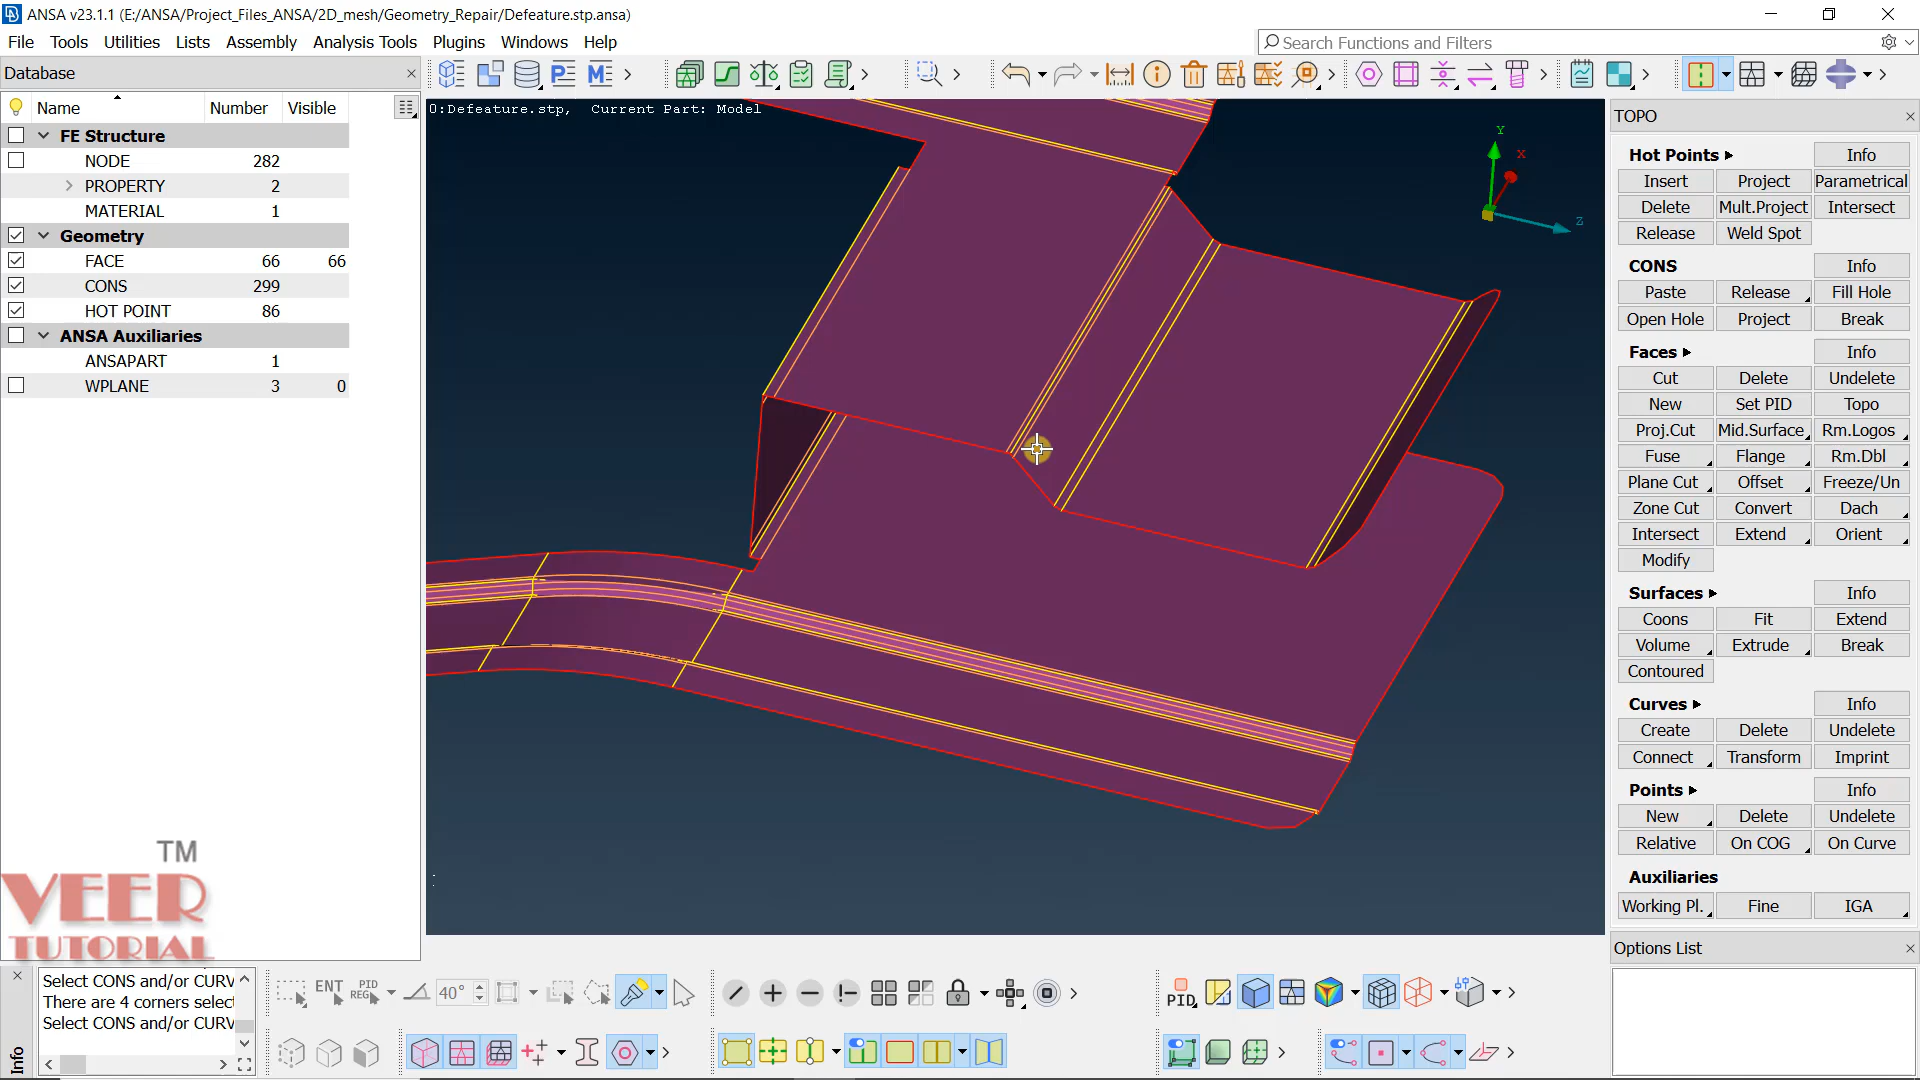 ANSA v23.1.1 (E:/ANSA/Project_Files_ANSA/2D_mesh/Geometry_Repair/Defeature.stp.ansa)
File Tools Utilities Lists Assembly Analysis Tools Plugins Windows Help
Search Functions and Filters
Database
Name Number Visible
FE Structure
NODE 282
PROPERTY 2
MATERIAL 1
Geometry
FACE 66 66
CONS 299
HOT POINT 86
ANSA Auxiliaries
ANSAPART 1
WPLANE 3 0
TM
VEER
TUTORIAL
0:Defeature.stp, Current Part: Model
Y
X
Z
TOPO
Hot Points Info
Insert Project Parametrical
Delete Mult.Project Intersect
Release Weld Spot
CONS Info
Paste Release Fill Hole
Open Hole Project Break
Faces Info
Cut Delete Undelete
New Set PID Topo
Proj.Cut Mid.Surface Rm.Logos
Fuse Flange Rm.Dbl
Plane Cut Offset Freeze/Un
Zone Cut Convert Dach
Intersect Extend Orient
Modify
Surfaces Info
Coons Fit Extend
Volume Extrude Break
Contoured
Curves Info
Create Delete Undelete
Connect Transform Imprint
Points Info
New Delete Undelete
Relative On COG On Curve
Auxiliaries
Working Pl. Fine IGA
Options List
Info
Select CONS and/or CURV
There are 4 corners select
Select CONS and/or CURV
ENT PID REG 40°
PID